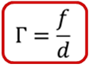 Γ = f/d